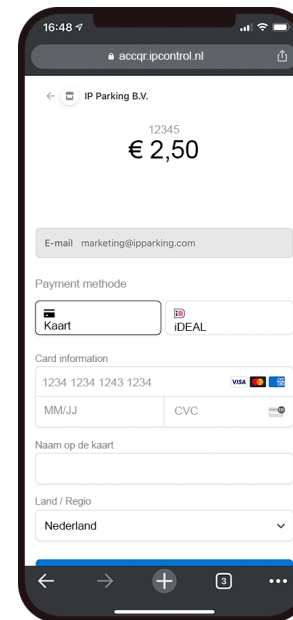 16:48
accqr.ipcontrol.nl
IP Parking B.V.
12345
€ 2,50
E-mail marketing@ipparking.com
Payment methode
Kaart
iDEAL
Card information
1234 1234 1243 1234 VISA
MM/JJ CVC
Naam op de kaart
Land / Regio
Nederland
3